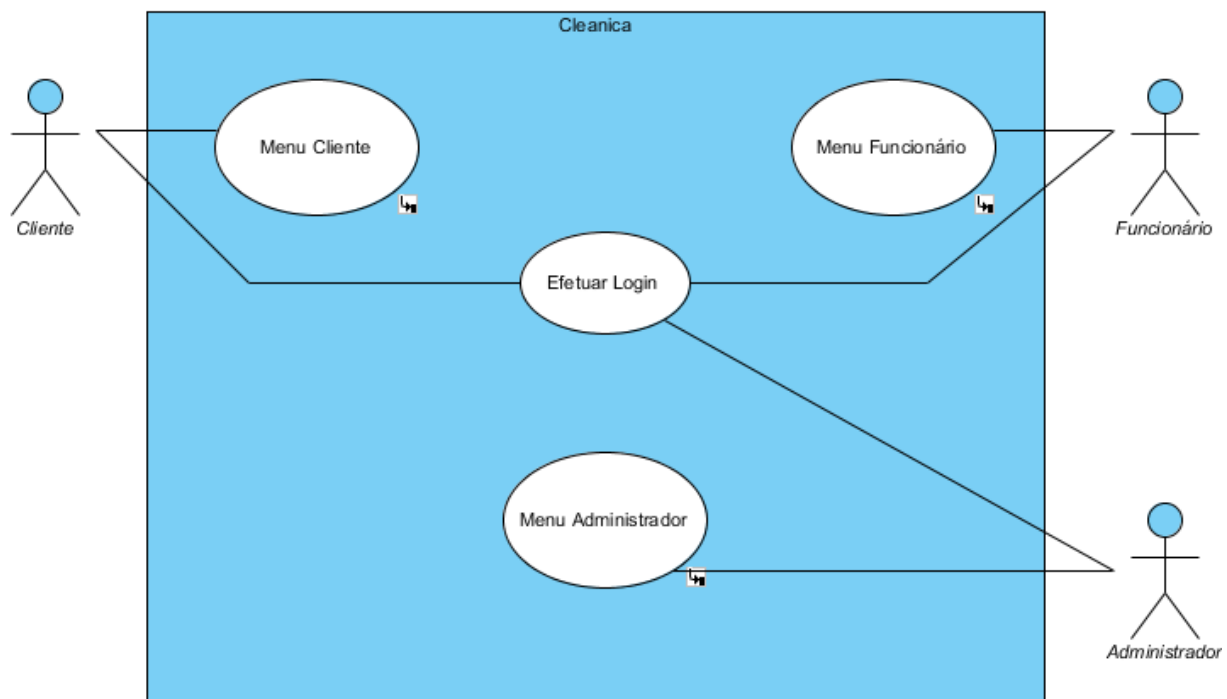 Cleanica
Menu Cliente
Menu Funcionário
Cliente
Funcionário
Efetuar Login
Menu Administrador
Administrador